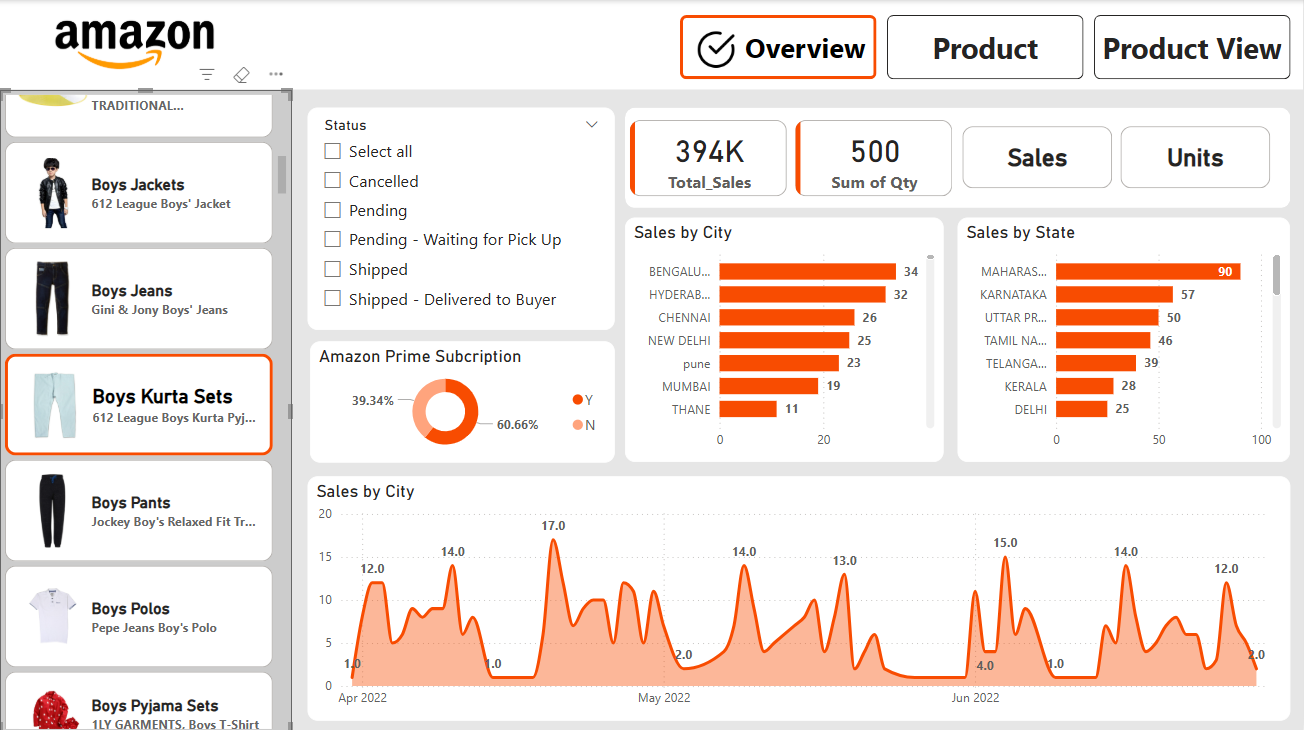 amazon
Overview
Product
Product View
TRADITIONAL...
Boys Jackets
612 League Boys' Jacket
Boys Jeans
Gini & Jony Boys' Jeans
Boys Kurta Sets
612 League Boys Kurta Pyj...
Boys Pants
Jockey Boy's Relaxed Fit Tr...
Boys Polos
Pepe Jeans Boy's Polo
Boys Pyjama Sets
1LY GARMENTS. Boys T-Shirt
Status
Select all
Cancelled
Pending
Pending - Waiting for Pick Up
Shipped
Shipped - Delivered to Buyer
Amazon Prime Subcription
39.34%
60.66%
Y
N
394K
Total_Sales
500
Sum of Qty
Sales
Units
Sales by City
BENGALU... 34
HYDERAB... 32
CHENNAI 26
NEW DELHI 25
pune 23
MUMBAI 19
THANE 11
0 20
Sales by State
MAHARAS... 90
KARNATAKA 57
UTTAR PR... 50
TAMIL NA... 46
TELANGA... 39
KERALA 28
DELHI 25
0 50 100
Sales by City
20
15
10
5
0
1.0
12.0
14.0
1.0
17.0
2.0
14.0
13.0
4.0
15.0
1.0
14.0
12.0
2.0
Apr 2022 May 2022 Jun 2022